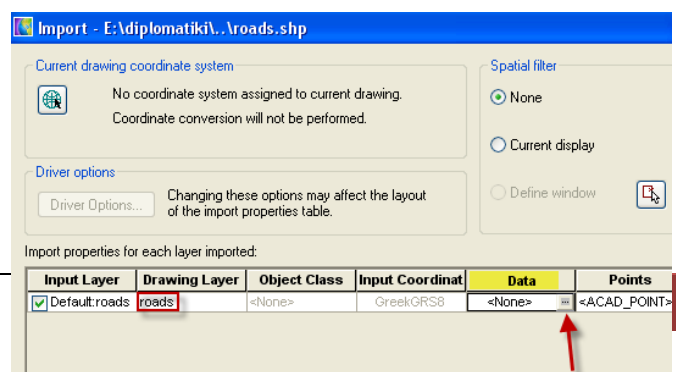 Import - E:\diplomatiki\..\roads.shp
Current drawing coordinate system
No coordinate system assigned to current drawing.
Coordinate conversion will not be performed.
Spatial filter
None
Current display
Define window
Driver options
Driver Options...
Changing these options may affect the layout
of the import properties table.
Import properties for each layer imported:
Input Layer Drawing Layer Object Class Input Coordinat Data Points
Default:roads roads <None> GreekGRS8 <None> ... <ACAD_POINT>